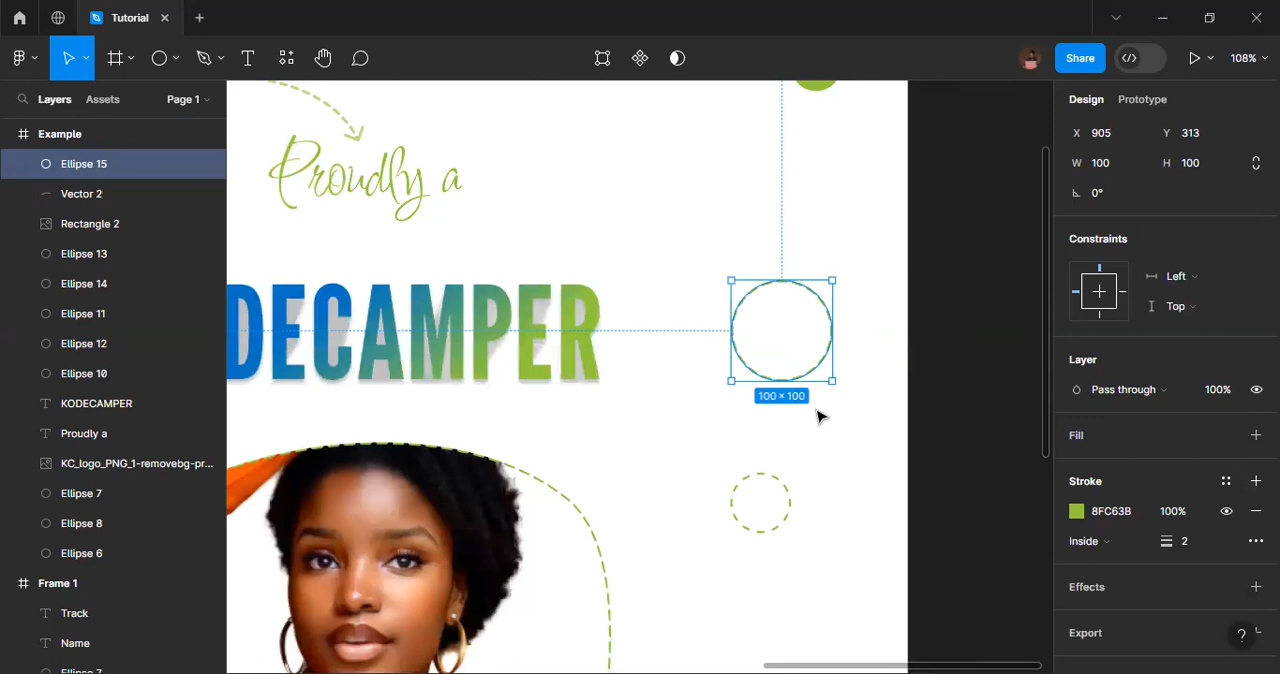 Tutorial
Share
108%
Layers
Assets
Page 1
Example
Ellipse 15
Vector 2
Rectangle 2
Ellipse 13
Ellipse 14
Ellipse 11
Ellipse 12
Ellipse 10
KODECAMPER
Proudly a
KC_logo_PNG_1-removebg-pr...
Ellipse 7
Ellipse 8
Ellipse 6
Frame 1
Track
Name
Ellipse 7
Proudly a
DECAMPER
100 × 100
Design
Prototype
X 905 Y 313
W 100 H 100
0°
Constraints
Left
Top
Layer
Pass through 100%
Fill
Stroke
8FC63B 100%
Inside 2
Effects
Export
?